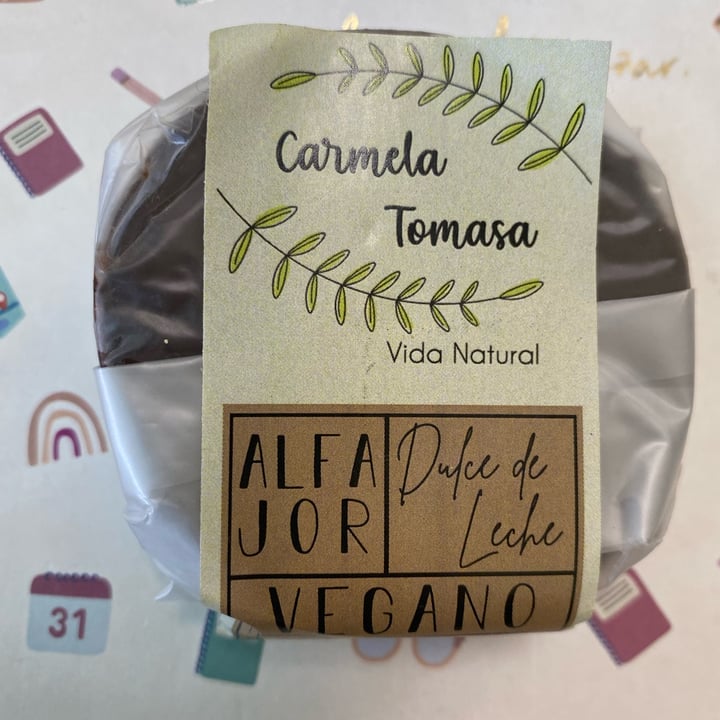 Carmela
Tomasa
Vida Natural
ALFA
JOR
Dulce de
Leche
VEGANO
31